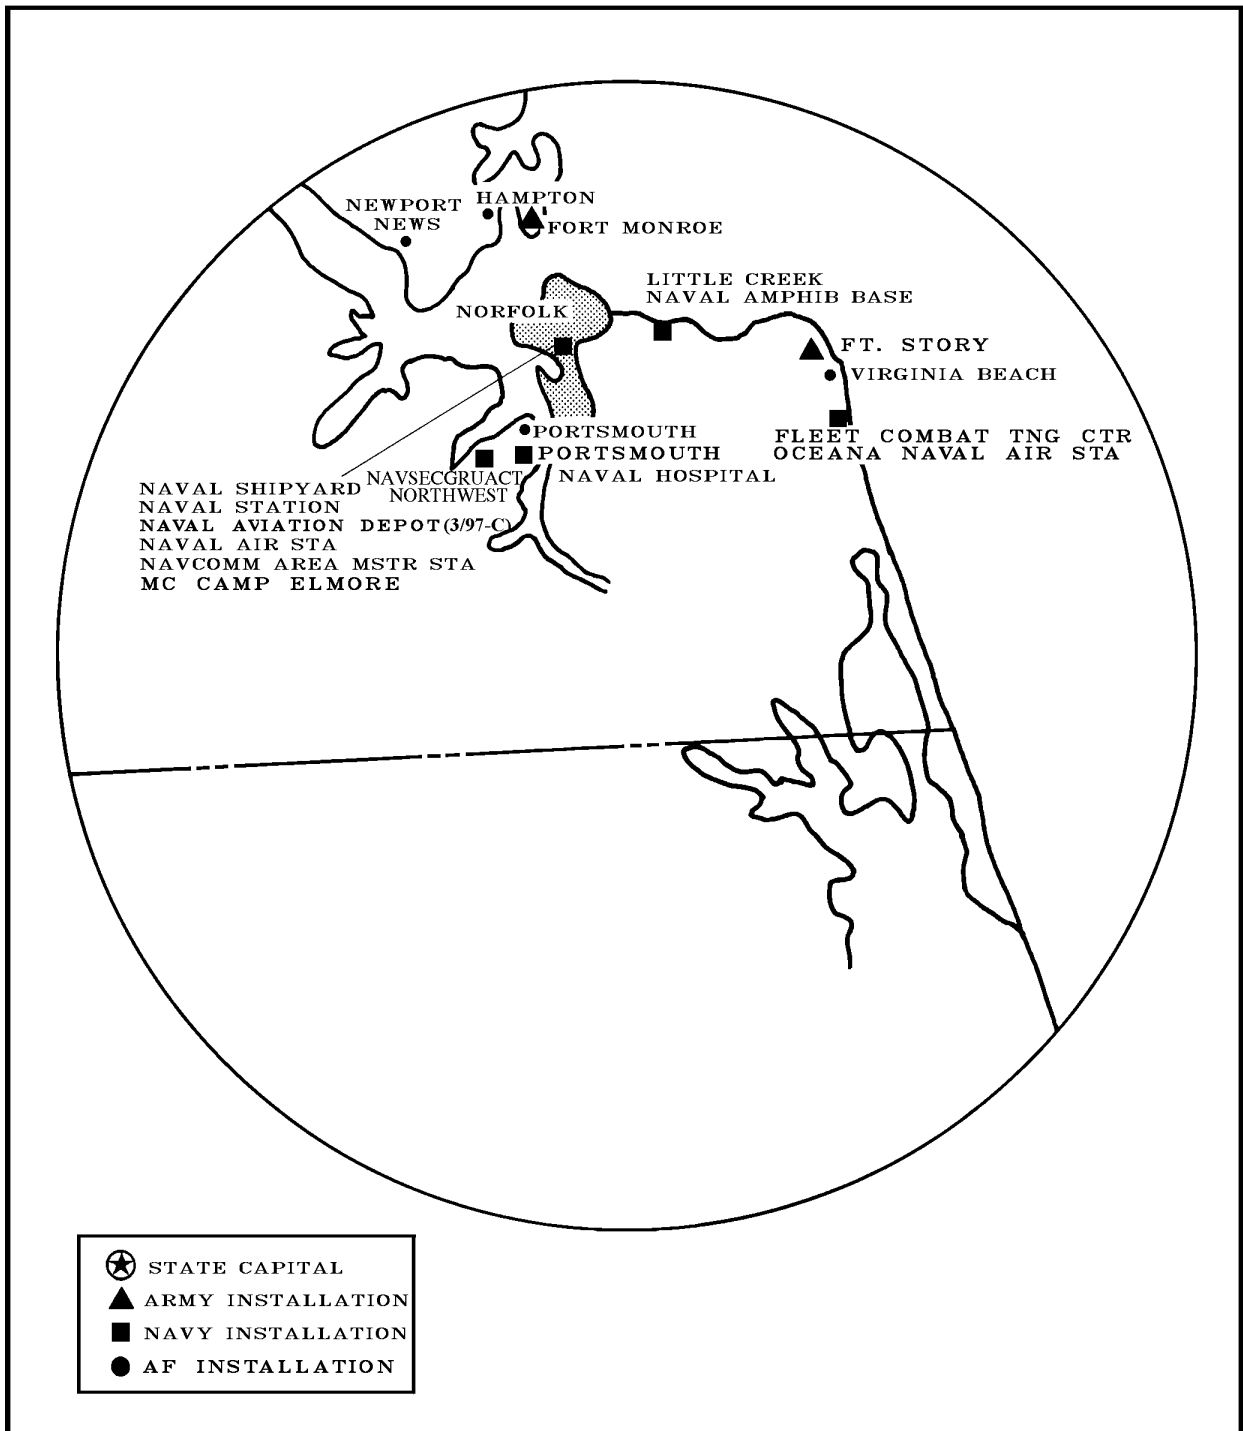 HAMPTON
NEWPORT
NEWS
FORT MONROE
LITTLE CREEK
NAVAL AMPHIB BASE
NORFOLK
FT. STORY
VIRGINIA BEACH
PORTSMOUTH
FLEET COMBAT TNG CTR
OCEANA NAVAL AIR STA
PORTSMOUTH
NAVAL HOSPITAL
NAVSECGRUACT
NORTHWEST
NAVAL SHIPYARD
NAVAL STATION
NAVAL AVIATION DEPOT(3/97-C)
NAVAL AIR STA
NAVCOMM AREA MSTR STA
MC CAMP ELMORE
STATE CAPITAL
ARMY INSTALLATION
NAVY INSTALLATION
AF INSTALLATION